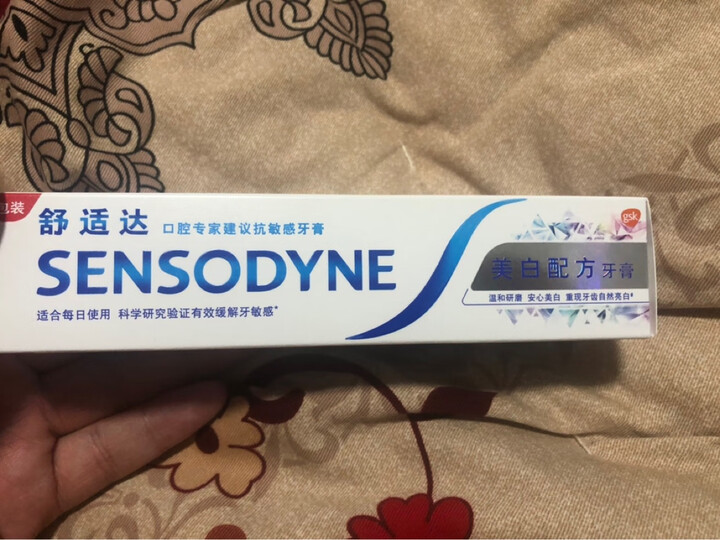 包装
舒适达 口腔专家建议抗敏感牙膏
SENSODYNE
适合每日使用 科学研究验证有效缓解牙敏感*
gsk
美白配方牙膏
温和研磨 安心美白 重现牙齿自然亮白#